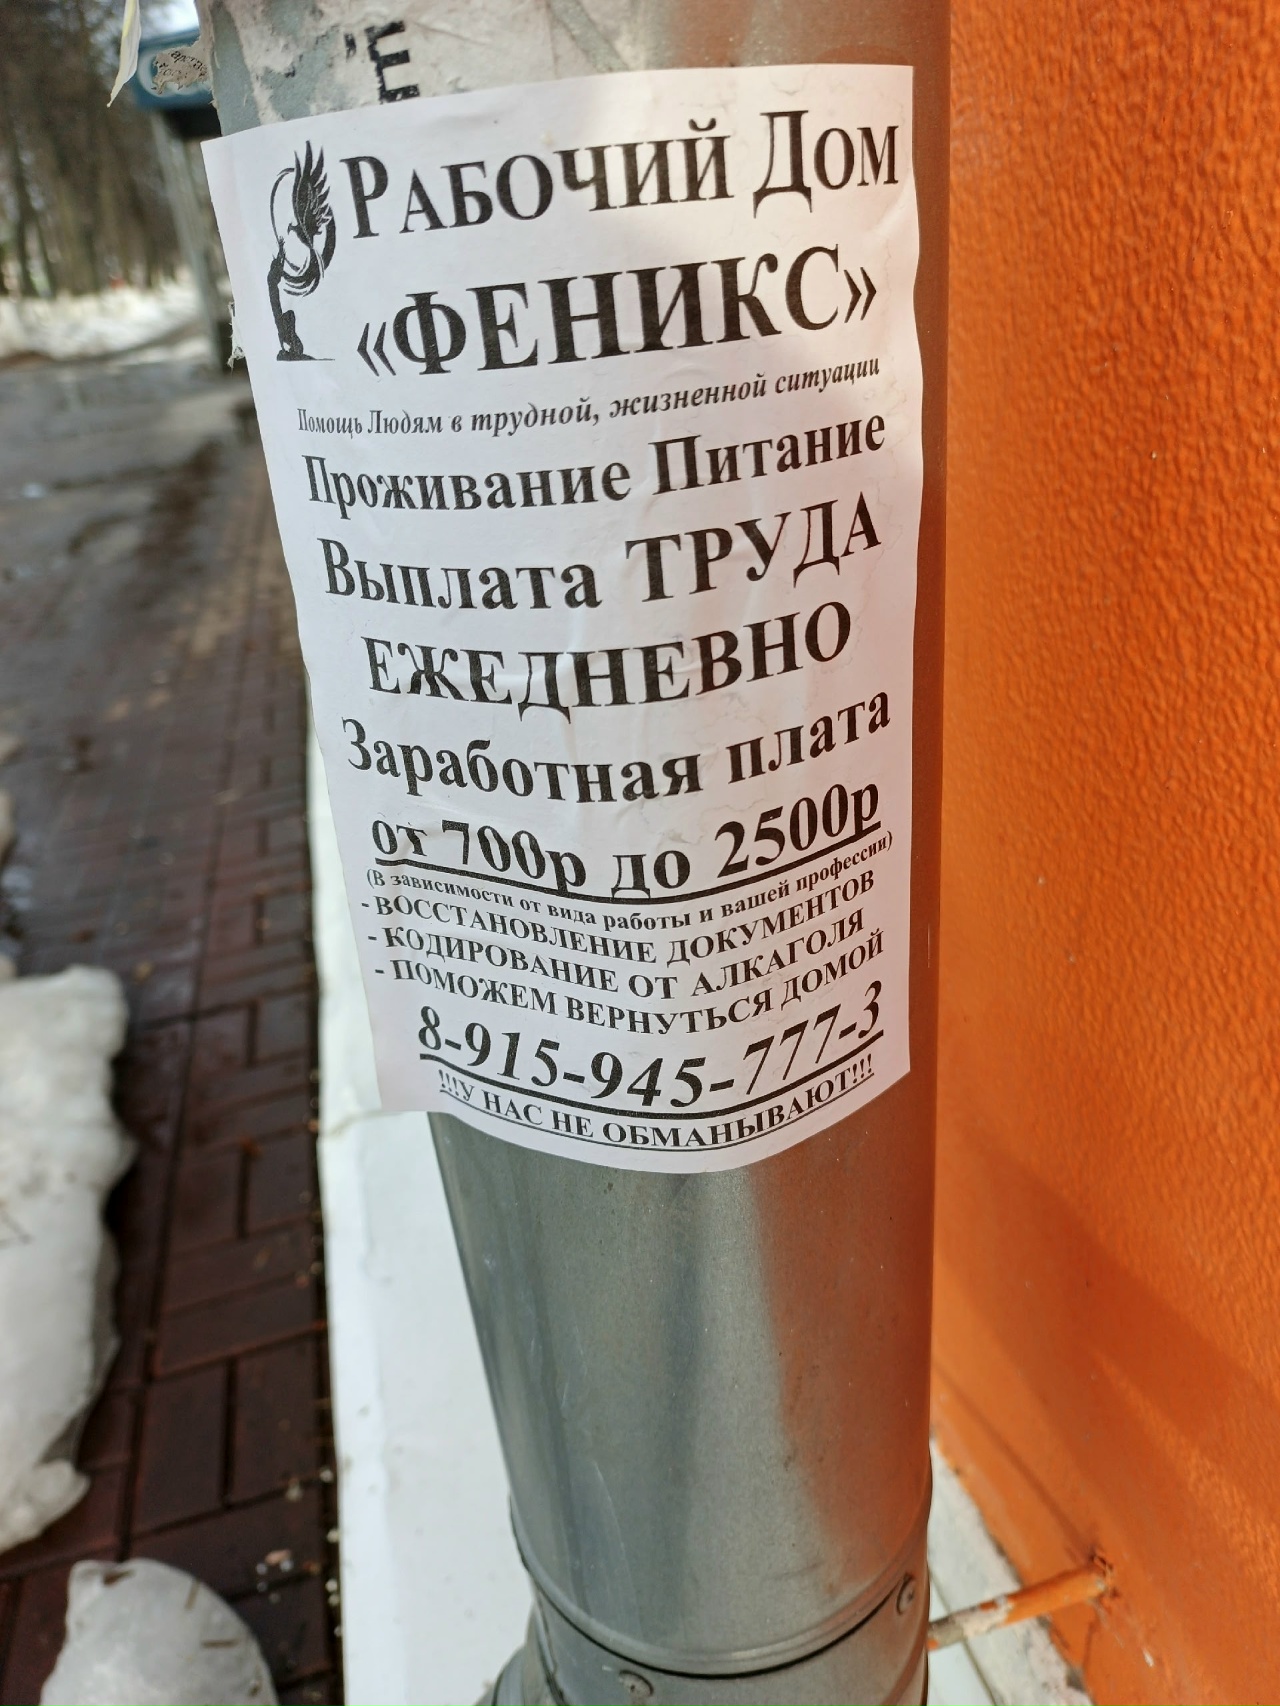 'Е
Рабочий Дом
«ФЕНИКС»
Помощь Людям в трудной, жизненной ситуации
Проживание Питание
Выплата ТРУДА
ЕЖЕДНЕВНО
Заработная плата
от 700р до 2500р
(В зависимости от вида работы и вашей профессии)
- ВОССТАНОВЛЕНИЕ ДОКУМЕНТОВ
- КОДИРОВАНИЕ ОТ АЛКАГОЛЯ
- ПОМОЖЕМ ВЕРНУТЬСЯ ДОМОЙ
8-915-945-777-3
!!!У НАС НЕ ОБМАНЫВАЮТ!!!